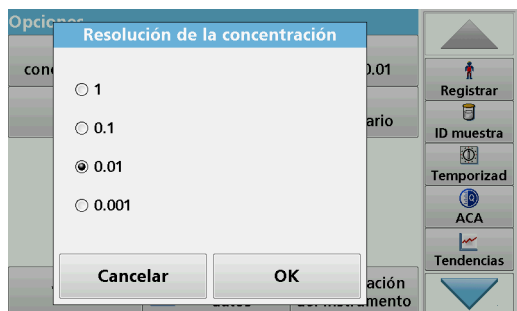 Opciones
Resolución de la concentración
0.01
1
0.1
ario
0.01
0.001
Cancelar
OK
ación
Registrar
ID muestra
Temporizad
ACA
Tendencias